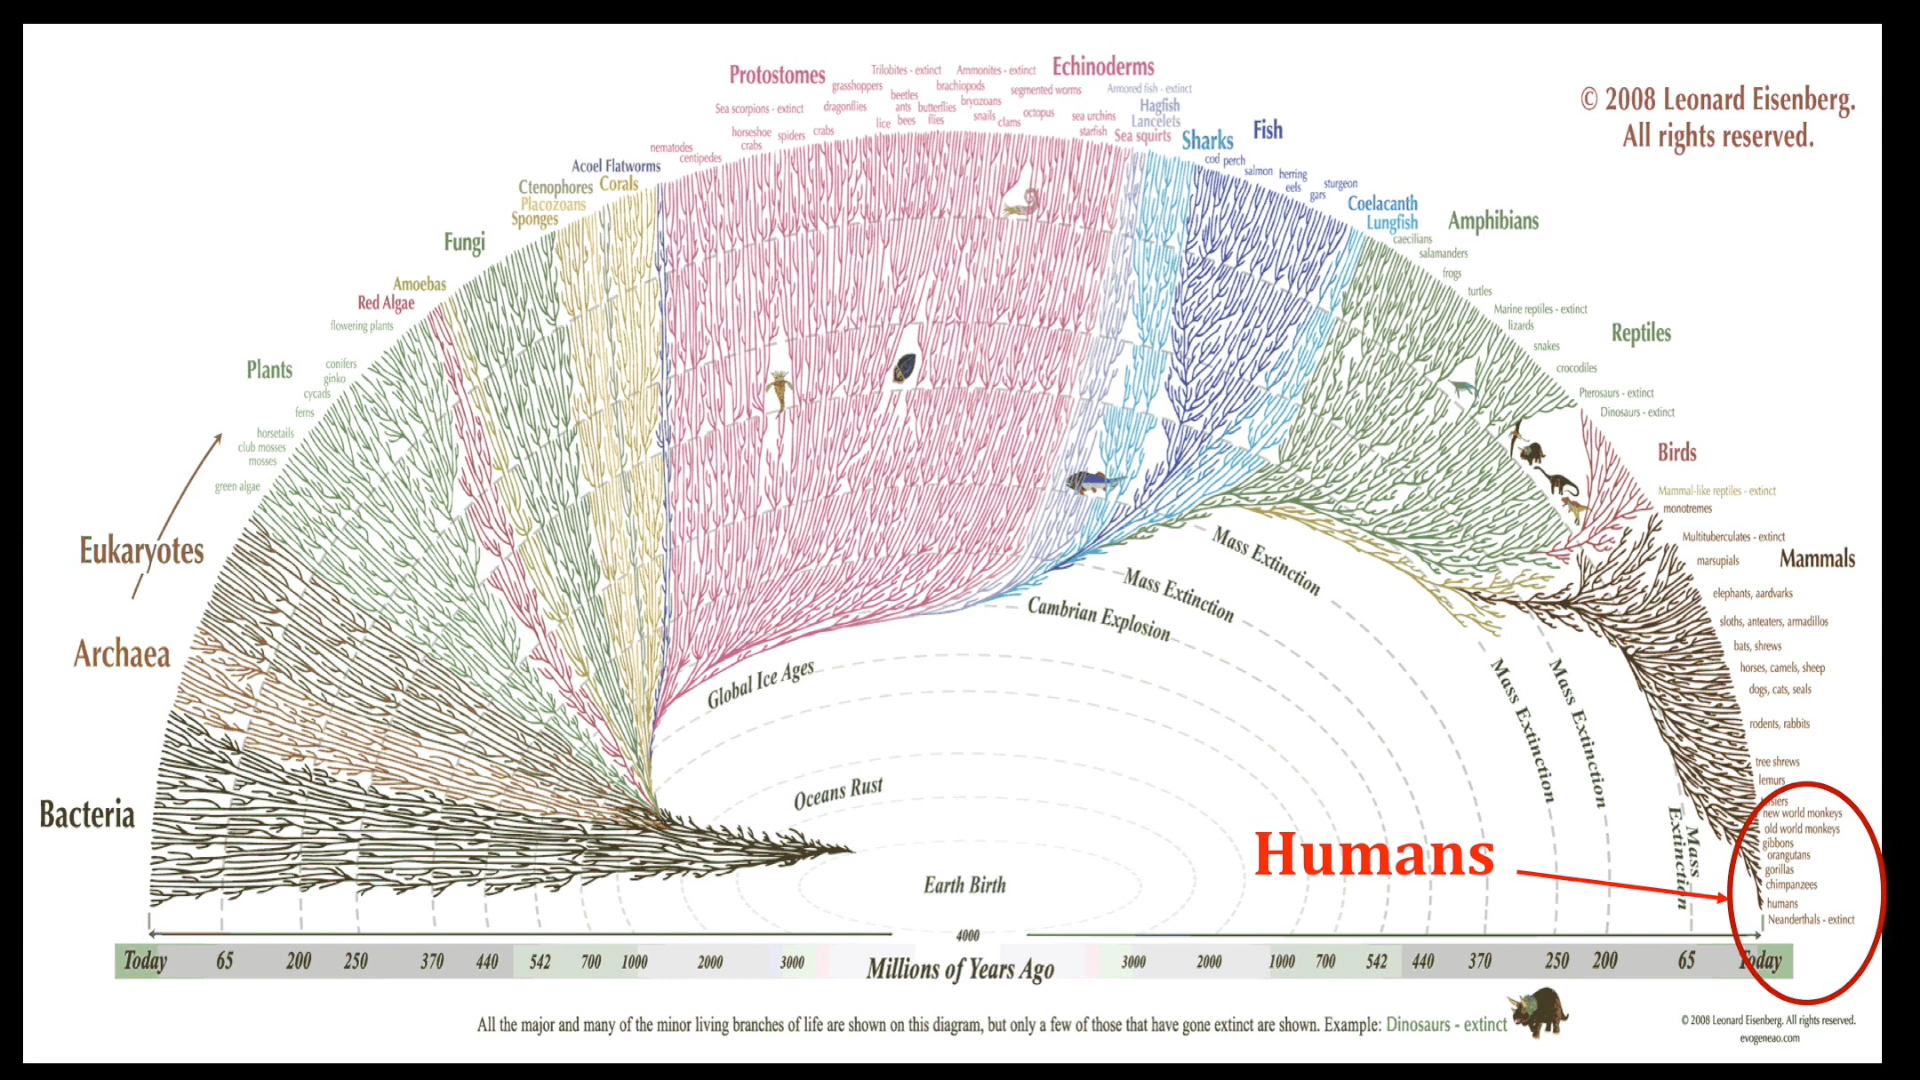 © 2008 Leonard Eisenberg.
All rights reserved.
Protostomes
Trilobites - extinct
Ammonites - extinct
Echinoderms
grasshoppers
brachiopods
segmented worms
Armored fish - extinct
Sea scorpions - extinct
dragonflies
beetles
ants
butterflies
bryozoans
Hagfish
Lancelets
lice
bees
flies
snails
clams
octopus
sea urchins
starfish
Sea squirts
horseshoe
crabs
spiders
crabs
nematodes
centipedes
Sharks
Fish
cod
perch
salmon
herring
eels
sturgeon
gars
Acoel Flatworms
Ctenophores
Corals
Placozoans
Sponges
Fungi
Amoebas
Red Algae
flowering plants
Plants
conifers
ginko
cycads
ferns
horsetails
club mosses
mosses
green algae
Eukaryotes
Archaea
Bacteria
Coelacanth
Lungfish
Amphibians
caecilians
salamanders
frogs
turtles
Marine reptiles - extinct
lizards
Reptiles
snakes
crocodiles
Pterosaurs - extinct
Dinosaurs - extinct
Birds
Mammal-like reptiles - extinct
monotremes
Multituberculates - extinct
marsupials
Mammals
elephants, aardvarks
sloths, anteaters, armadillos
bats, shrews
horses, camels, sheep
dogs, cats, seals
rodents, rabbits
tree shrews
lemurs
new world monkeys
old world monkeys
gibbons
orangutans
gorillas
chimpanzees
humans
Neanderthals - extinct
Mass Extinction
Mass Extinction
Cambrian Explosion
Global Ice Ages
Oceans Rust
Earth Birth
Mass Extinction
Mass Extinction
Mass
Extinction
Humans
4000
Today 65 200 250 370 440 542 700 1000 2000 3000 Millions of Years Ago 3000 2000 1000 700 542 440 370 250 200 65 Today
All the major and many of the minor living branches of life are shown on this diagram, but only a few of those that have gone extinct are shown. Example: Dinosaurs - extinct
© 2008 Leonard Eisenberg. All rights reserved.
evogeneao.com